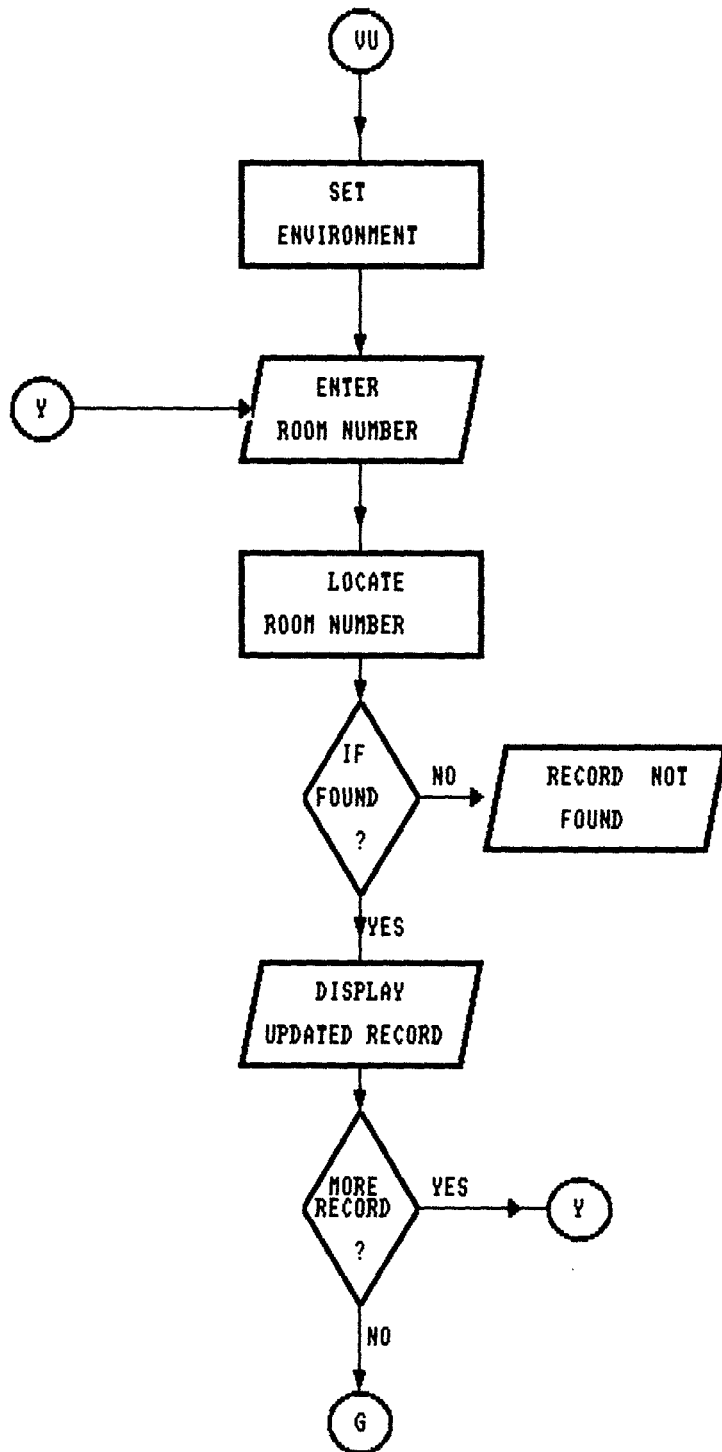 VU
SET
ENVIRONMENT
ENTER
ROOM NUMBER
Y
LOCATE
ROOM NUMBER
IF
FOUND
?
NO
RECORD NOT
FOUND
YES
DISPLAY
UPDATED RECORD
MORE
RECORD
?
YES
Y
NO
G